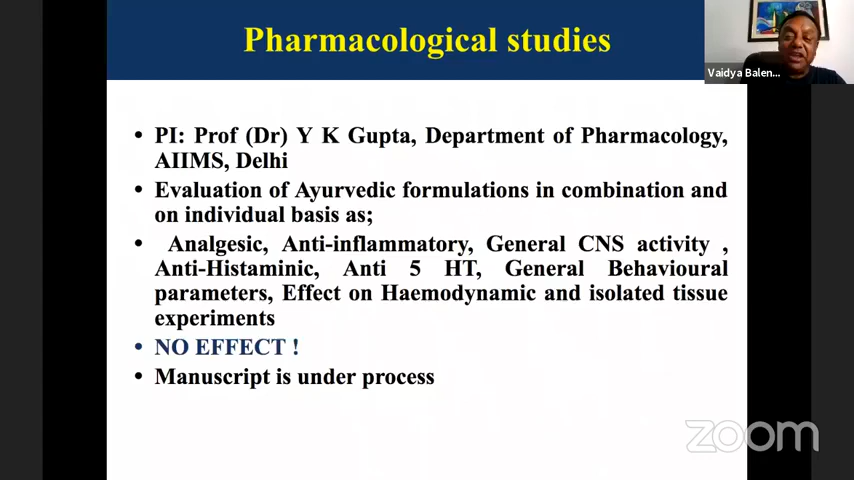 Pharmacological studies
Vaidya Balen...
• PI: Prof (Dr) Y K Gupta, Department of Pharmacology,
AIIMS, Delhi
• Evaluation of Ayurvedic formulations in combination and
on individual basis as;
• Analgesic, Anti-inflammatory, General CNS activity ,
Anti-Histaminic, Anti 5 HT, General Behavioural
parameters, Effect on Haemodynamic and isolated tissue
experiments
• NO EFFECT !
• Manuscript is under process
zoom